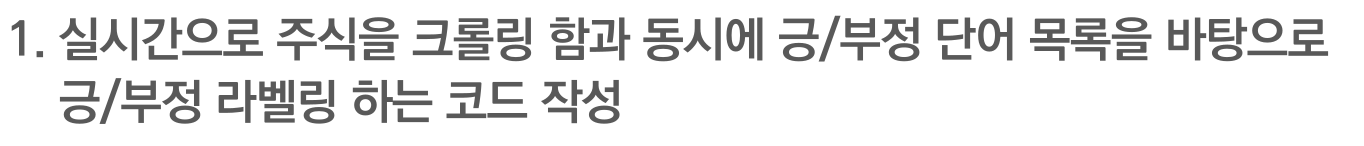 1. 실시간으로 주식을 크롤링 함과 동시에 긍/부정 단어 목록을 바탕으로
긍/부정 라벨링 하는 코드 작성